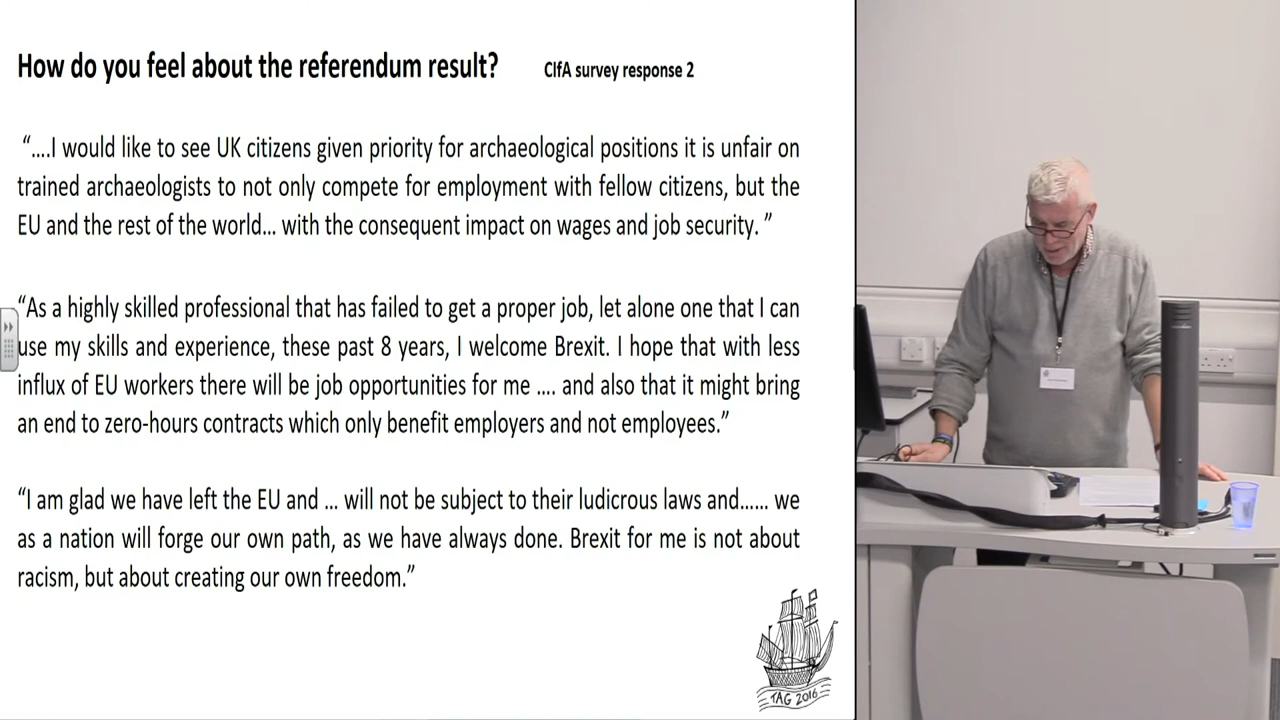 How do you feel about the referendum result? CIfA survey response 2
“....I would like to see UK citizens given priority for archaeological positions it is unfair on
trained archaeologists to not only compete for employment with fellow citizens, but the
EU and the rest of the world... with the consequent impact on wages and job security. ”
“As a highly skilled professional that has failed to get a proper job, let alone one that I can
use my skills and experience, these past 8 years, I welcome Brexit. I hope that with less
influx of EU workers there will be job opportunities for me .... and also that it might bring
an end to zero-hours contracts which only benefit employers and not employees.”
“I am glad we have left the EU and ... will not be subject to their ludicrous laws and...... we
as a nation will forge our own path, as we have always done. Brexit for me is not about
racism, but about creating our own freedom.”
TAG 2016